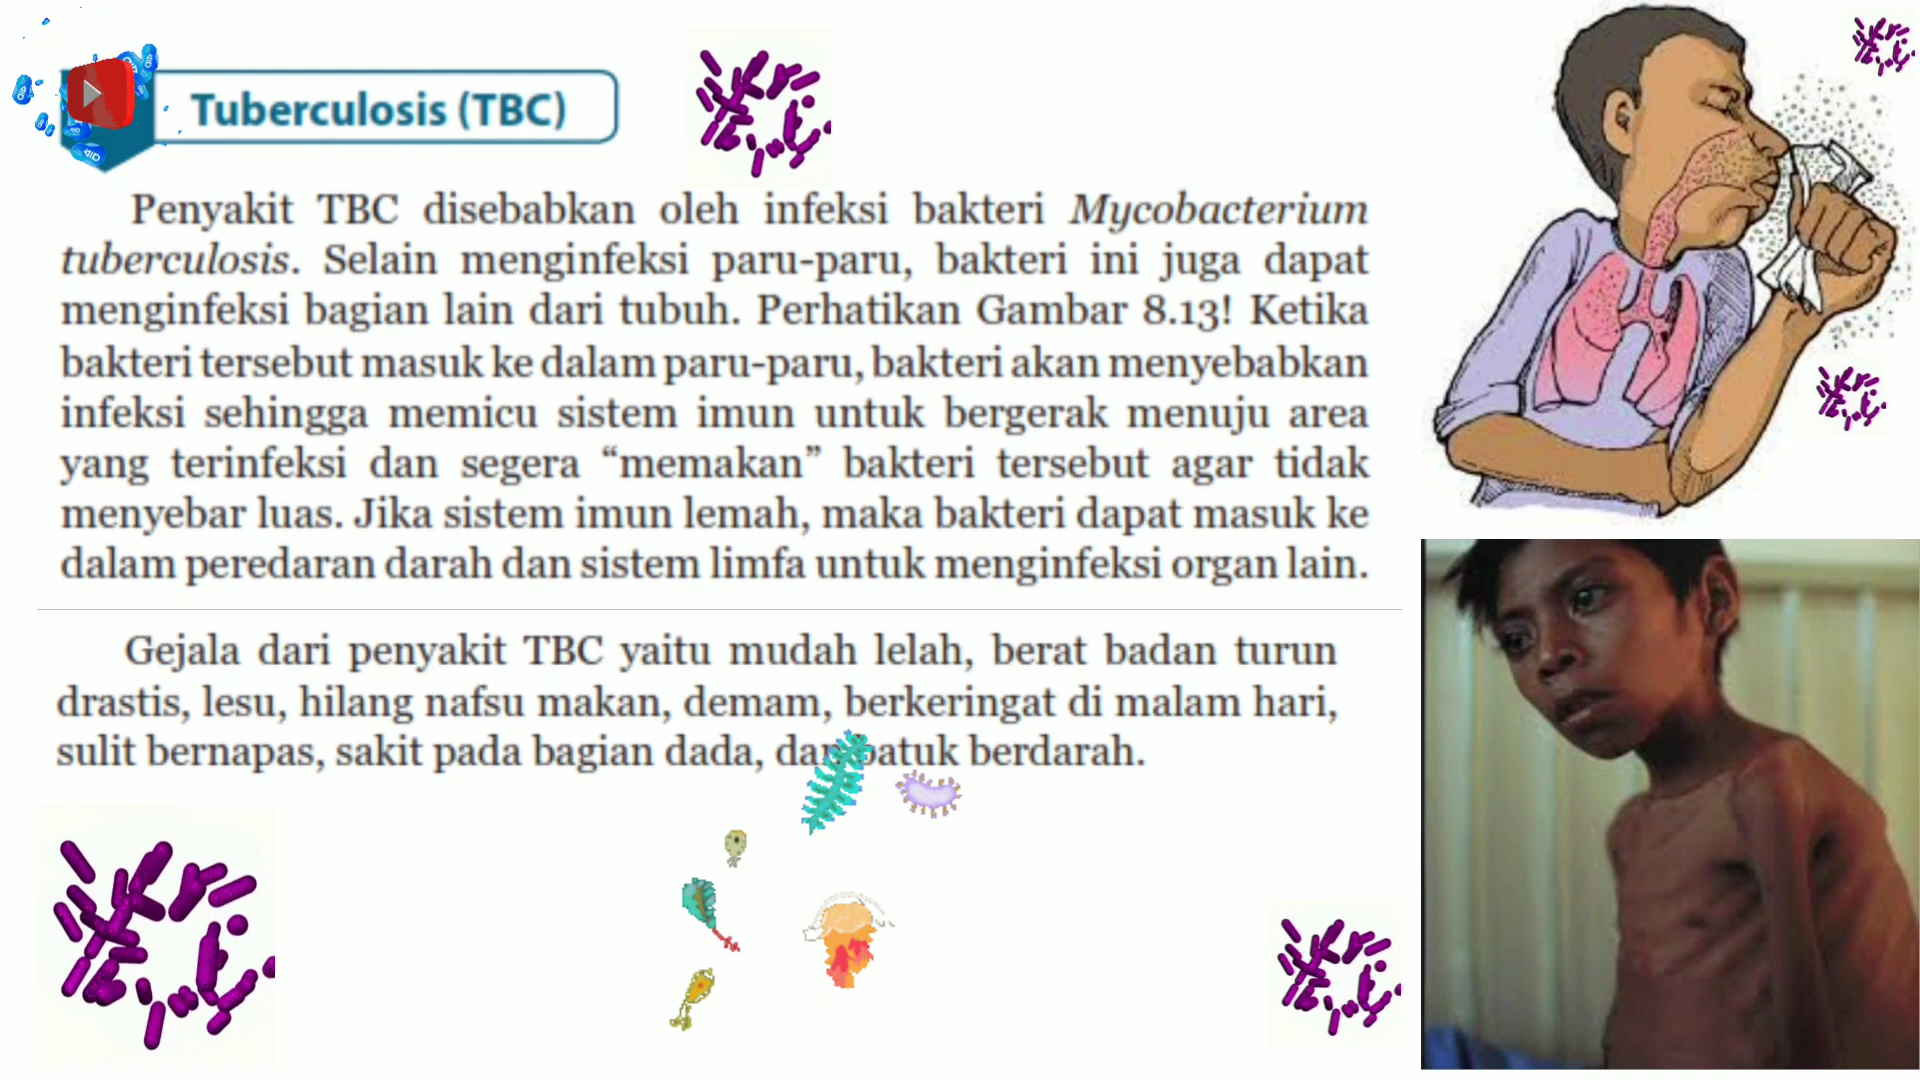 Tuberculosis (TBC)
Penyakit TBC disebabkan oleh infeksi bakteri Mycobacterium
tuberculosis. Selain menginfeksi paru-paru, bakteri ini juga dapat
menginfeksi bagian lain dari tubuh. Perhatikan Gambar 8.13! Ketika
bakteri tersebut masuk ke dalam paru-paru, bakteri akan menyebabkan
infeksi sehingga memicu sistem imun untuk bergerak menuju area
yang terinfeksi dan segera “memakan” bakteri tersebut agar tidak
menyebar luas. Jika sistem imun lemah, maka bakteri dapat masuk ke
dalam peredaran darah dan sistem limfa untuk menginfeksi organ lain.
Gejala dari penyakit TBC yaitu mudah lelah, berat badan turun
drastis, lesu, hilang nafsu makan, demam, berkeringat di malam hari,
sulit bernapas, sakit pada bagian dada, dan batuk berdarah.